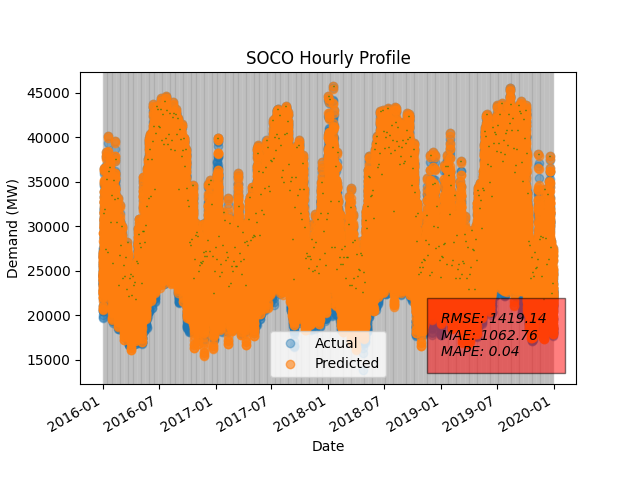 SOCO Hourly Profile
45000
40000
35000
30000
25000
20000
15000
Demand (MW)
RMSE: 1419.14
MAE: 1062.76
MAPE: 0.04
Actual
Predicted
2016-01
2016-07
2017-01
2017-07
2018-01
2018-07
2019-01
2019-07
2020-01
Date